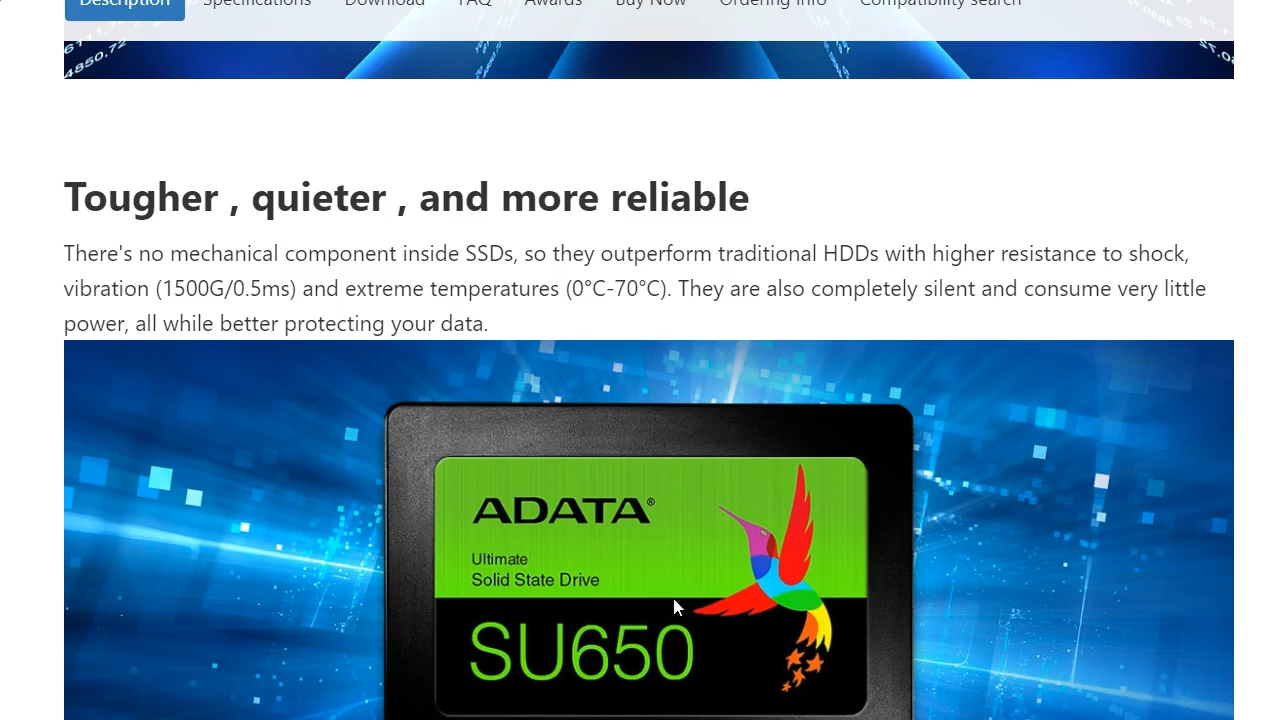 Description Specifications Download FAQ Awards Buy Now Ordering Info Compatibility search
4850.72
Tougher , quieter , and more reliable
There's no mechanical component inside SSDs, so they outperform traditional HDDs with higher resistance to shock,
vibration (1500G/0.5ms) and extreme temperatures (0°C-70°C). They are also completely silent and consume very little
power, all while better protecting your data.
ADATA®
Ultimate
Solid State Drive
SU650